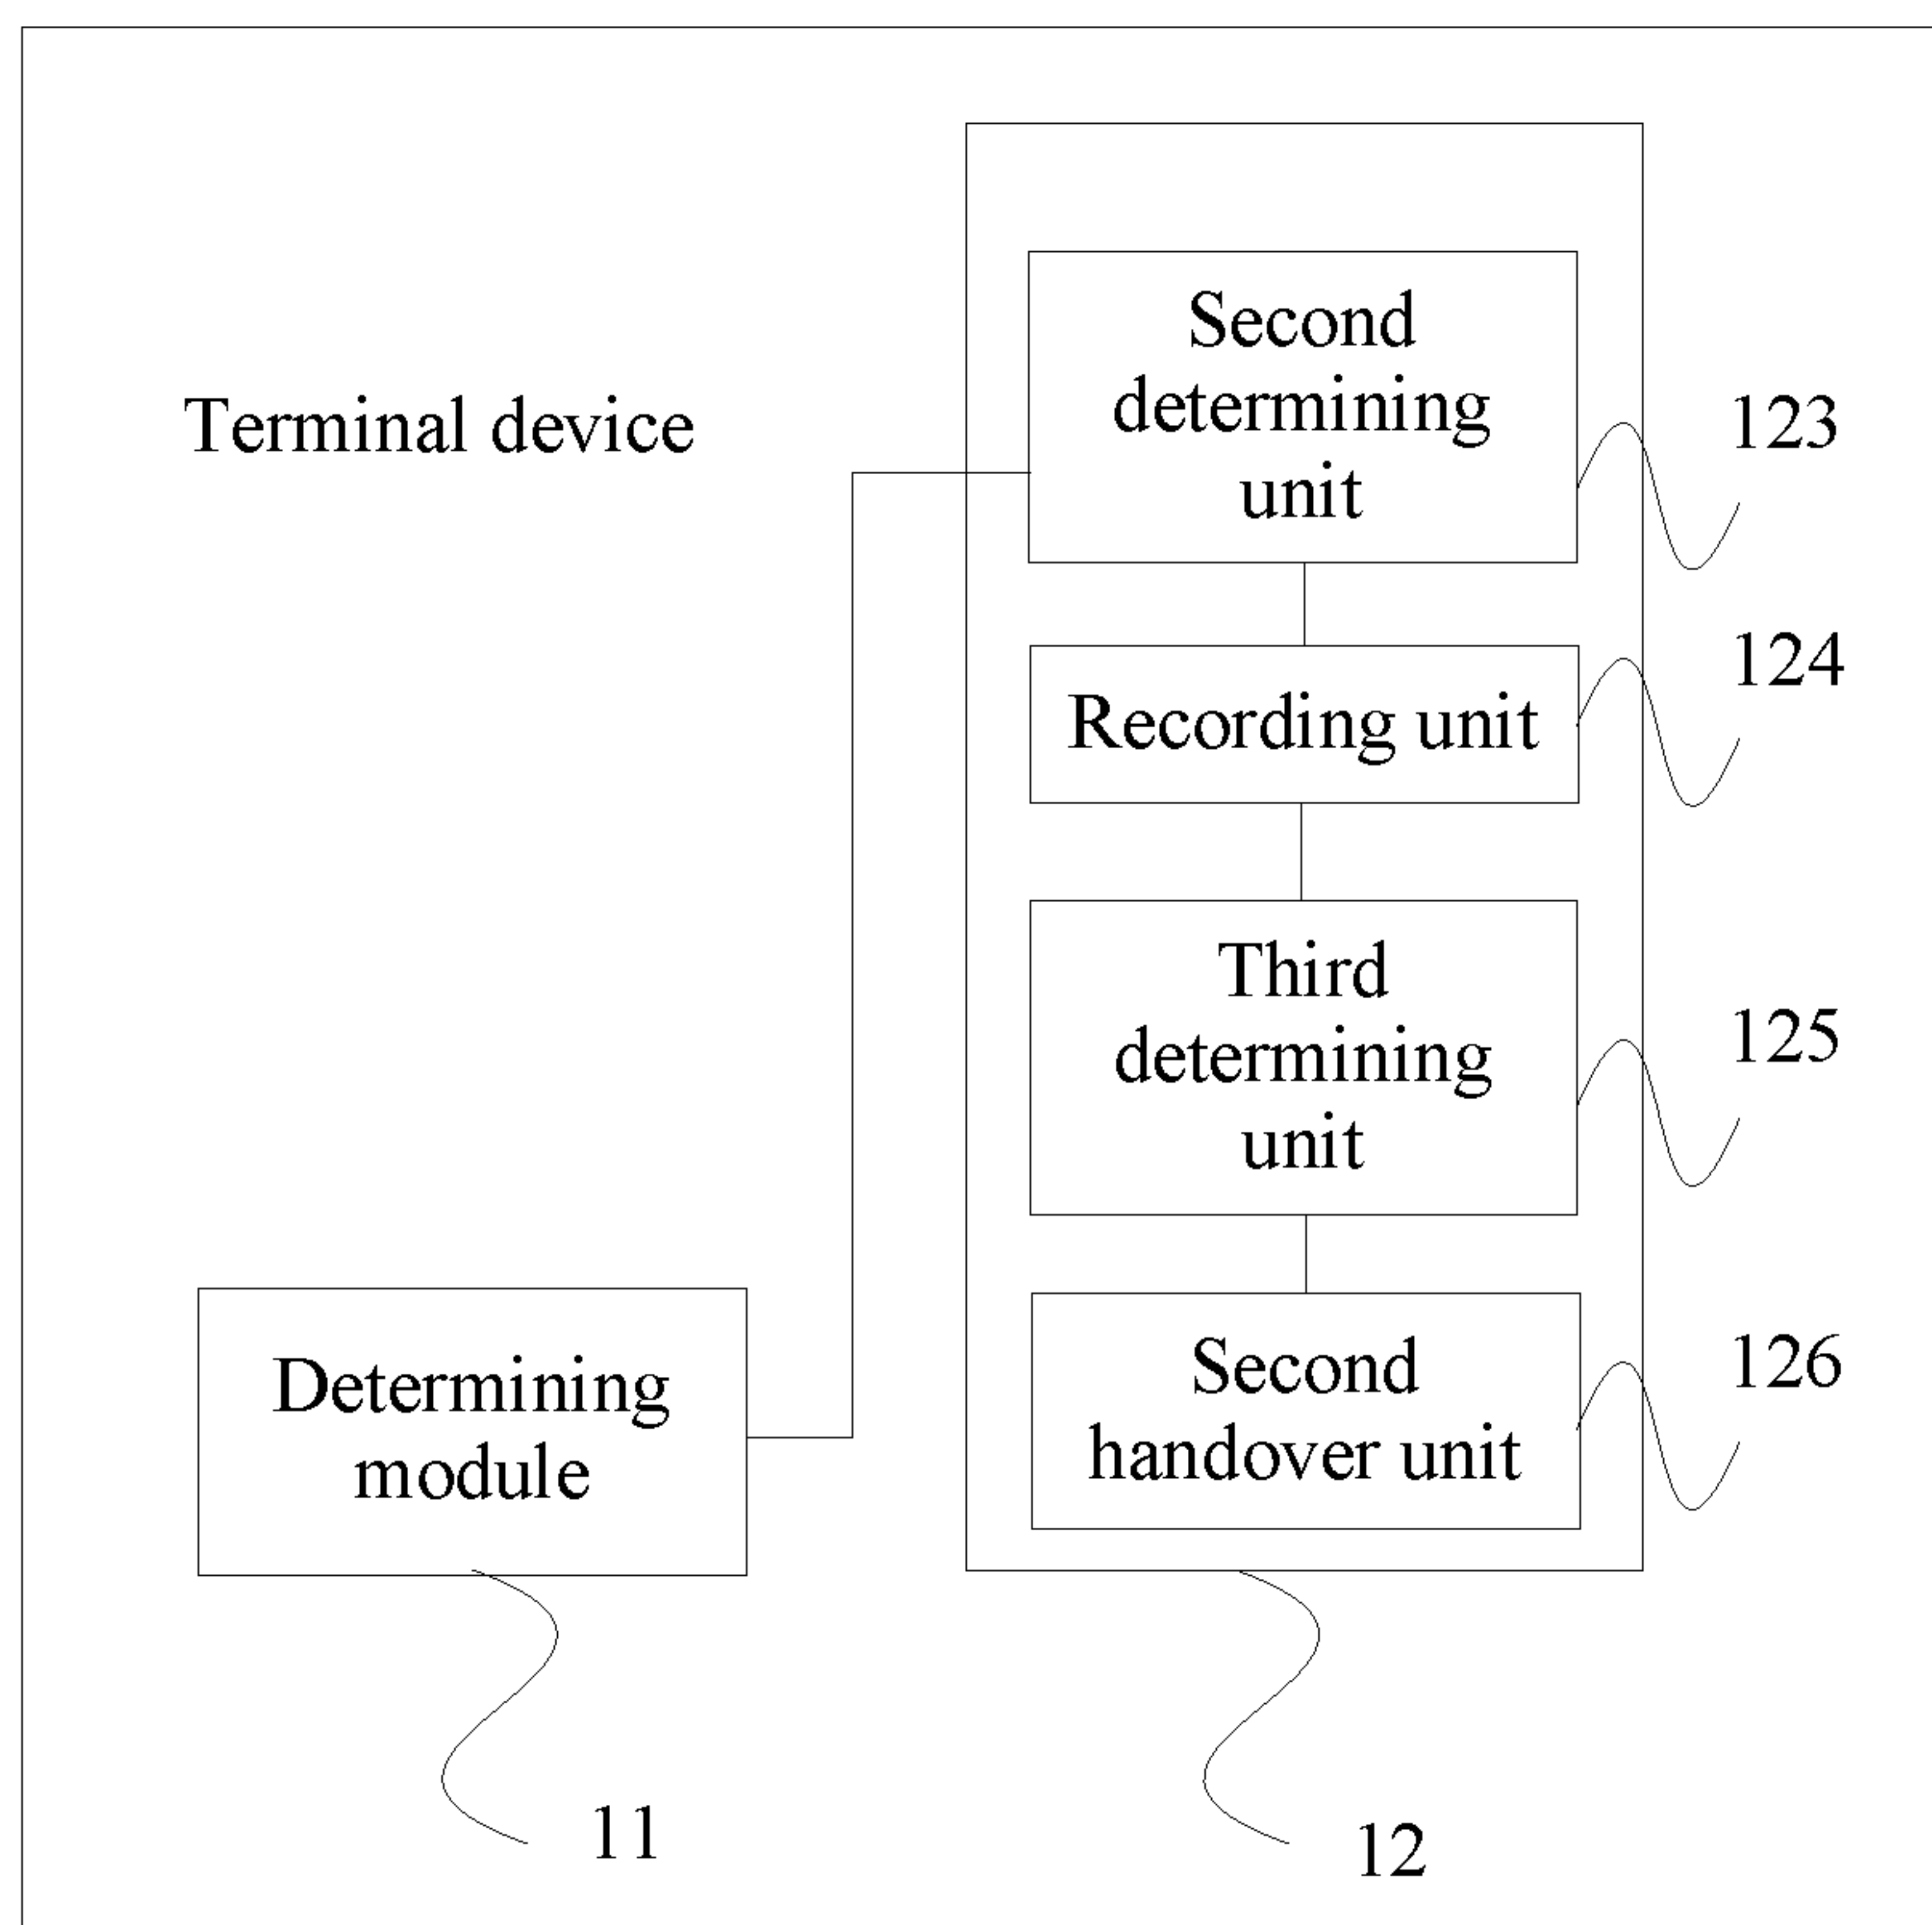 Terminal device
Second
determining
unit
123
Recording unit
124
Third
determining
unit
125
Second
handover unit
126
Determining
module
11
12